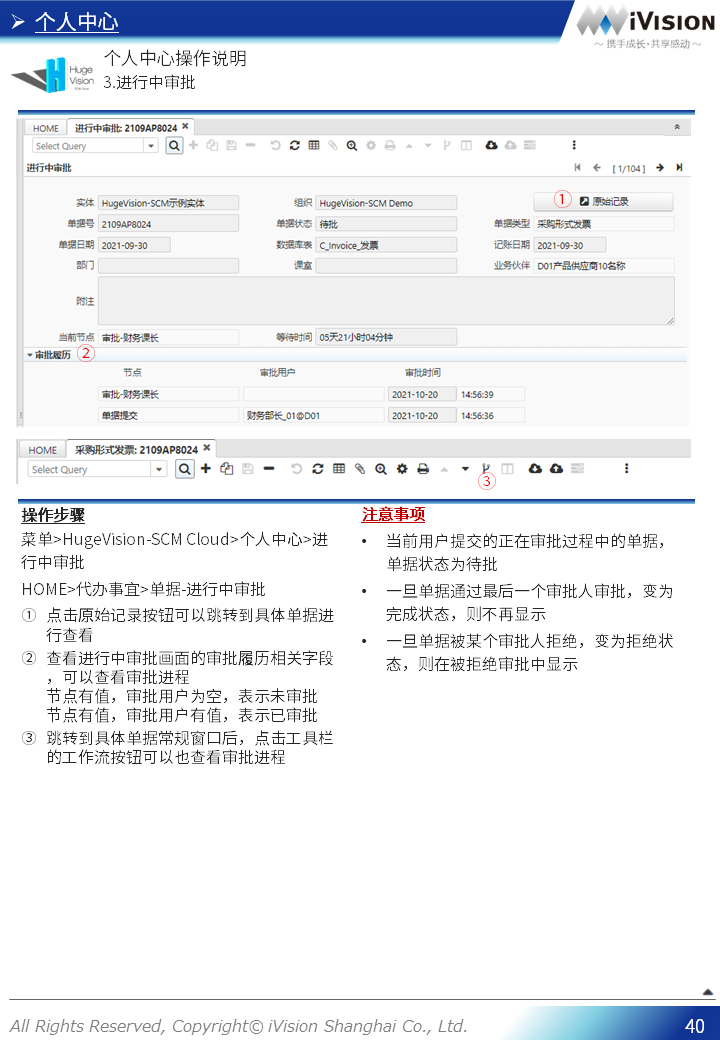 个人中心
iVISION
～ 携手成长·共享感动 ～
Huge
Vision
个人中心操作说明
3.进行中审批
HOME 进行中审批: 2109AP8024
Select Query
进行中审批 [ 1/104 ]
实体 HugeVision-SCM示例实体 组织 HugeVision-SCM Demo ① 原始记录
单据号 2109AP8024 单据状态 待批 单据类型 采购形式发票
单据日期 2021-09-30 数据库表 C_Invoice_发票 记账日期 2021-09-30
部门 课室 业务伙伴 D01产品供应商10名称
附注
当前节点 审批-财务课长 等待时间 05天21小时04分钟
审批履历 ②
节点 审批用户 审批时间
审批-财务课长 2021-10-20 14:56:39
单据提交 财务部长_01@D01 2021-10-20 14:56:36
HOME 采购形式发票: 2109AP8024
Select Query
③
操作步骤
菜单>HugeVision-SCM Cloud>个人中心>进
行中审批
HOME>代办事宜>单据-进行中审批
① 点击原始记录按钮可以跳转到具体单据进
行查看
② 查看进行中审批画面的审批履历相关字段
，可以查看审批进程
节点有值，审批用户为空，表示未审批
节点有值，审批用户有值，表示已审批
③ 跳转到具体单据常规窗口后，点击工具栏
的工作流按钮可以也查看审批进程
注意事项
• 当前用户提交的正在审批过程中的单据，
单据状态为待批
• 一旦单据通过最后一个审批人审批，变为
完成状态，则不再显示
• 一旦单据被某个审批人拒绝，变为拒绝状
态，则在被拒绝审批中显示
All Rights Reserved, Copyright© iVision Shanghai Co., Ltd.
40